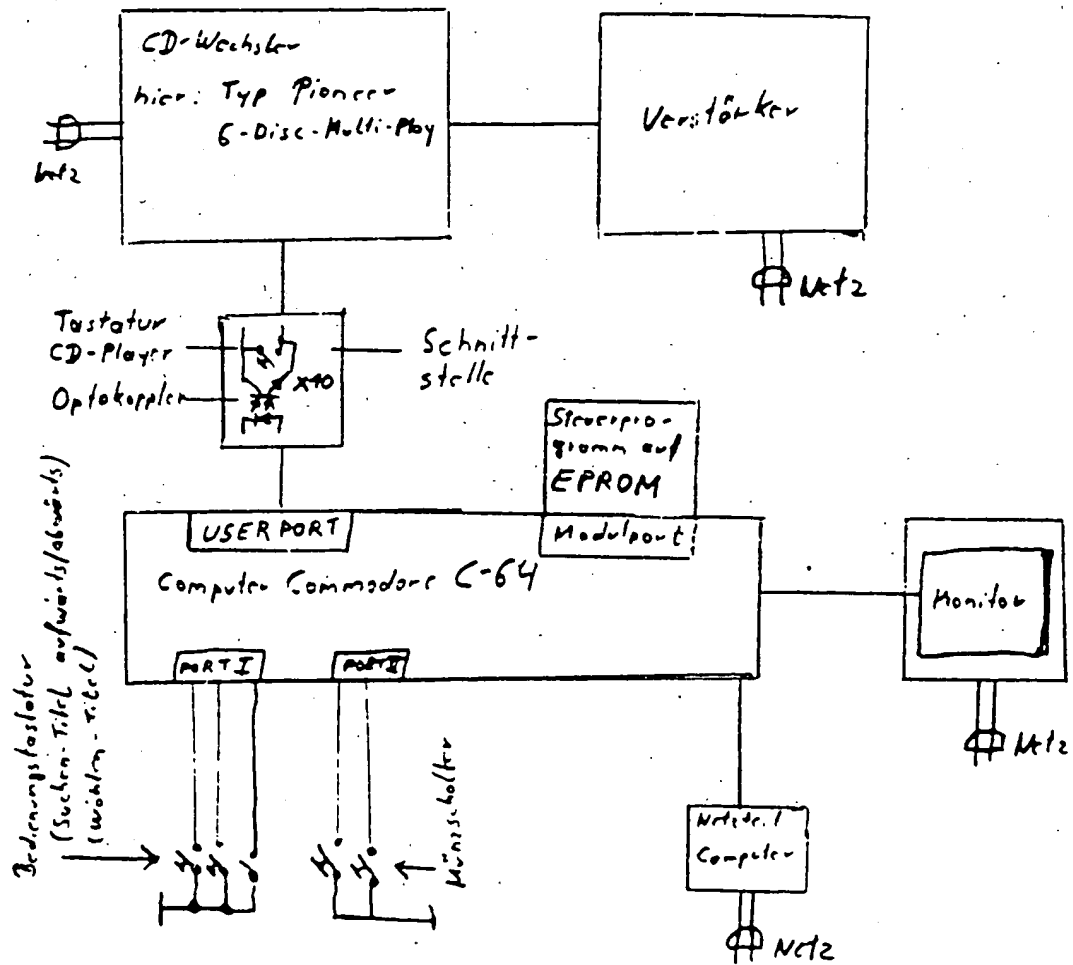 CD-Wechsler
hier: Typ Pioneer
6-Disc-Multi-Play
Netz
Verstärker
Netz
Tastatur
CD-Player
Optokoppler
x10
Schnitt-
stelle
Steuerpro-
gramm auf
EPROM
USERPORT
Modulport
Computer Commodore C-64
Monitor
PORT I
PORT II
Netz
Bedienungstastatur
(Suchen-Titel aufwärts/abwärts)
(Wählen-Titel)
Münzschalter
Netzteil
Computer
Netz